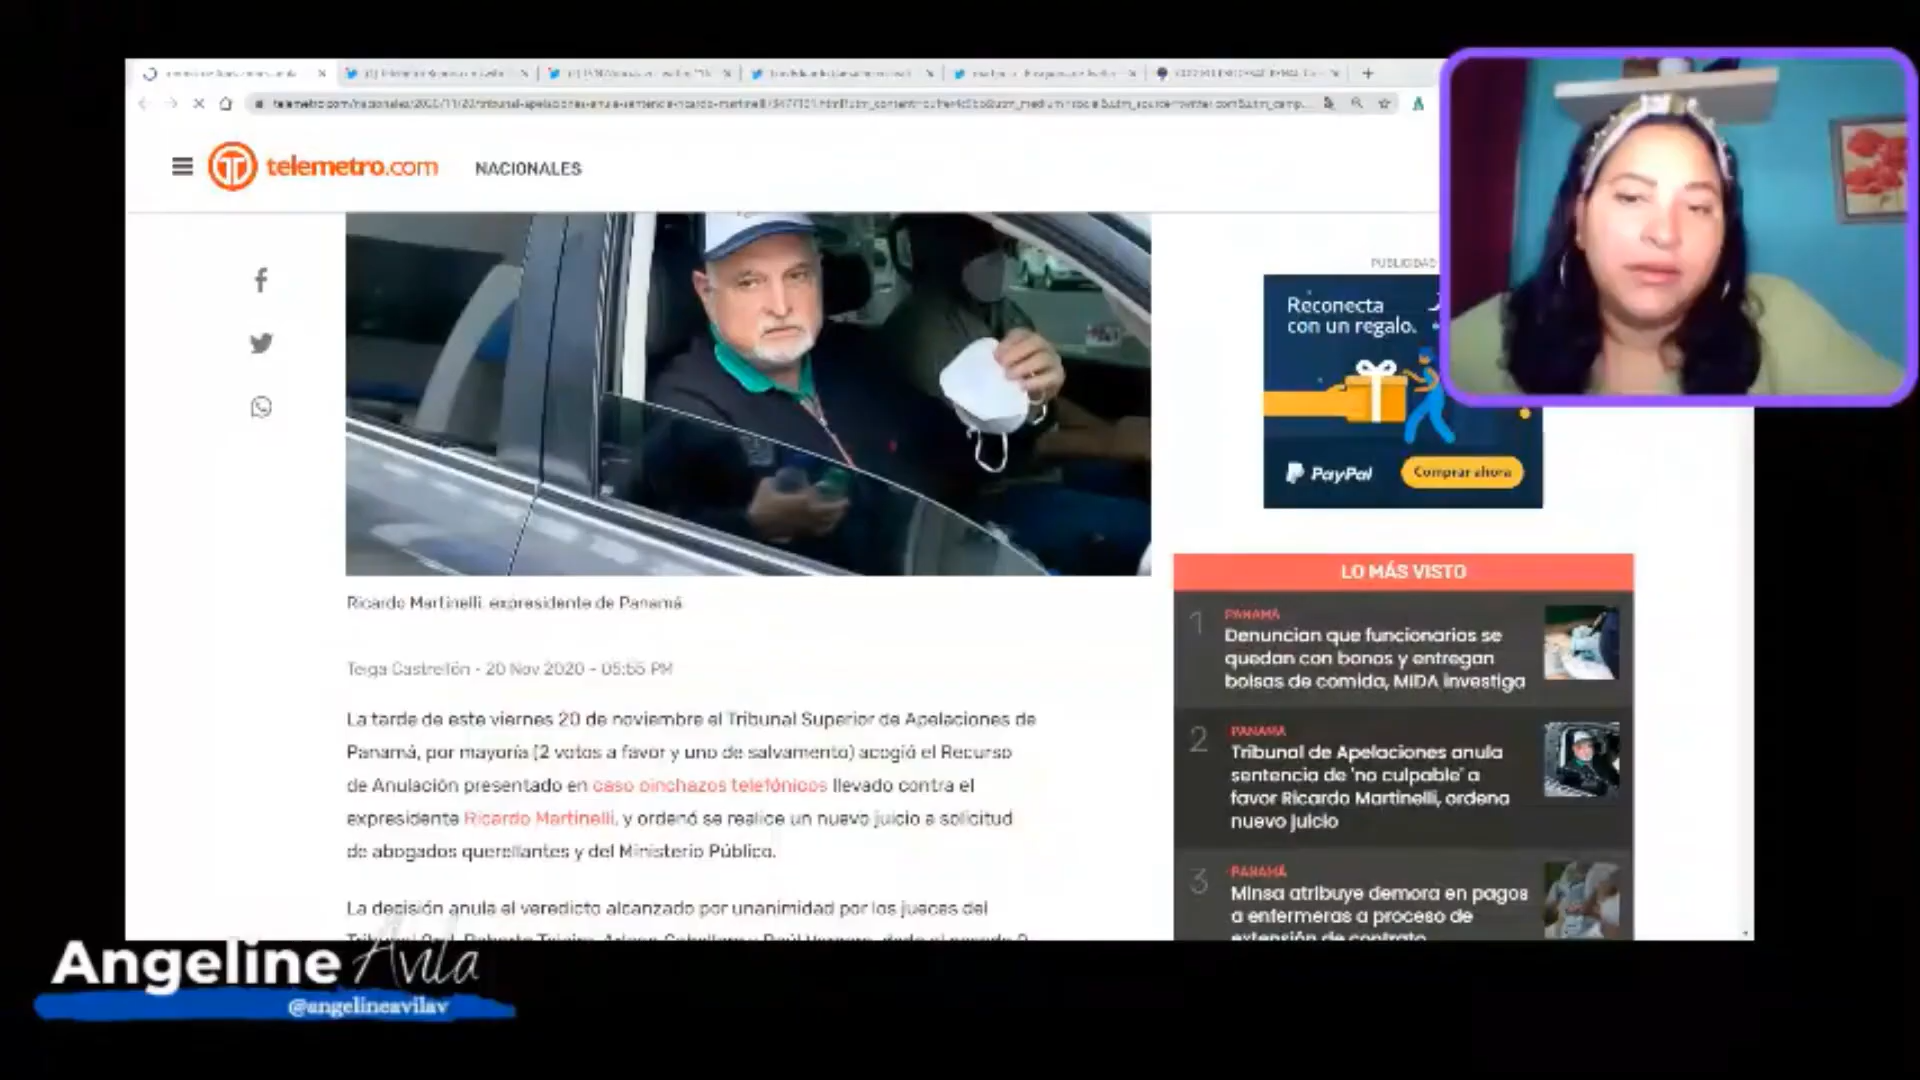 telemetro.com
NACIONALES
PUBLICIDAD
Reconecta
con un regalo.
PayPal
Comprar ahora
Ricardo Martinelli, expresidente de Panamá
Castrellón - 20 Nov 2020 - 05:55 PM
La tarde de este viernes 20 de noviembre el Tribunal Superior de Apelaciones de
Panamá, por mayoría (2 votos a favor y uno de salvamento) acogió el Recurso
de Anulación presentado en caso pinchazos telefónicos llevado contra el
expresidente Ricardo Martinelli, y ordenó se realice un nuevo juicio a solicitud
de abogados querellantes y del Ministerio Público.
La decisión anula el veredicto alcanzado por unanimidad por los jueces del
LO MÁS VISTO
1
PANAMÁ
Denuncian que funcionarios se
quedan con bonos y entregan
bolsas de comida, MIDA investiga
2
PANAMÁ
Tribunal de Apelaciones anula
sentencia de 'no culpable' a
favor Ricardo Martinelli, ordena
nuevo juicio
3
PANAMÁ
Minsa atribuye demora en pagos
a enfermeras a proceso de
extensión de contrato
Angeline Avila
@angelineavilav